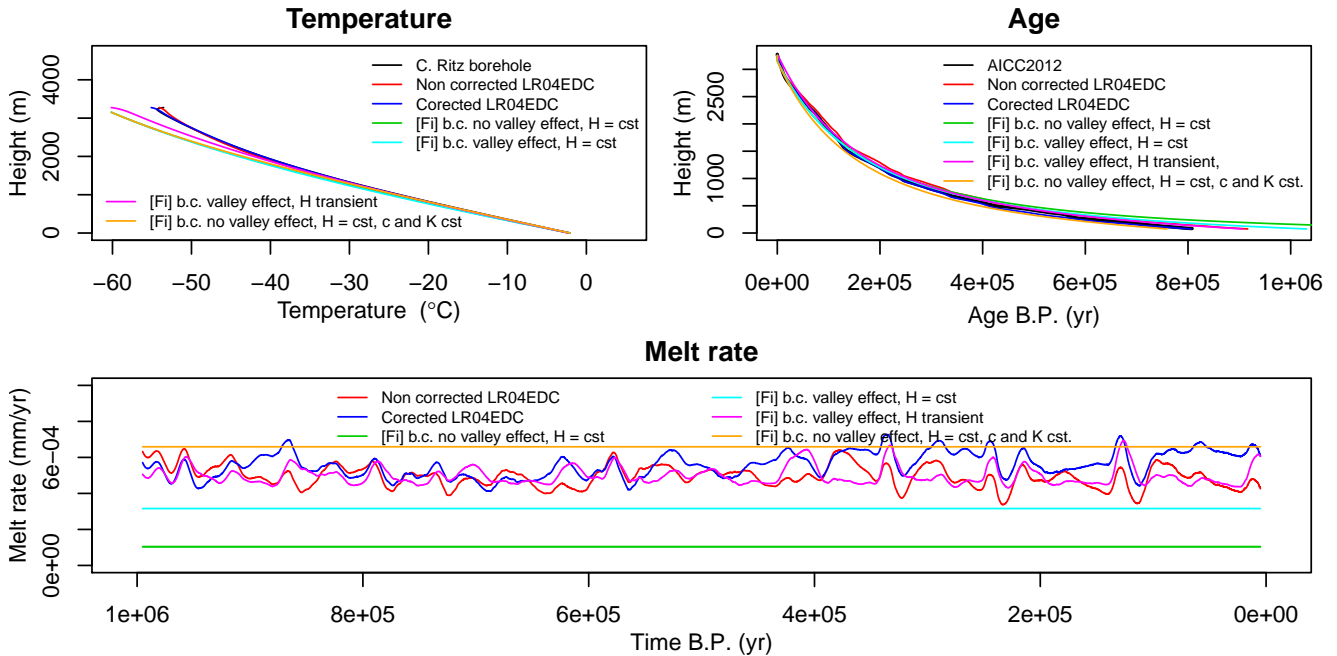 Temperature
Height (m)
4000
2000
0
C. Ritz borehole
Non corrected LR04EDC
Corected LR04EDC
[Fi] b.c. no valley effect, H = cst
[Fi] b.c. valley effect, H = cst
[Fi] b.c. valley effect, H transient
[Fi] b.c. no valley effect, H = cst, c and K cst
−60 −50 −40 −30 −20 −10 0
Temperature (°C)
Age
Height (m)
2500
1000
0
AICC2012
Non corrected LR04EDC
Corected LR04EDC
[Fi] b.c. no valley effect, H = cst
[Fi] b.c. valley effect, H = cst
[Fi] b.c. valley effect, H transient,
[Fi] b.c. no valley effect, H = cst, c and K cst.
0e+00 2e+05 4e+05 6e+05 8e+05 1e+06
Age B.P. (yr)
Melt rate
Melt rate (mm/yr)
6e−04
0e+00
Non corrected LR04EDC
Corected LR04EDC
[Fi] b.c. no valley effect, H = cst
[Fi] b.c. valley effect, H = cst
[Fi] b.c. valley effect, H transient
[Fi] b.c. no valley effect, H = cst, c and K cst.
1e+06 8e+05 6e+05 4e+05 2e+05 0e+00
Time B.P. (yr)